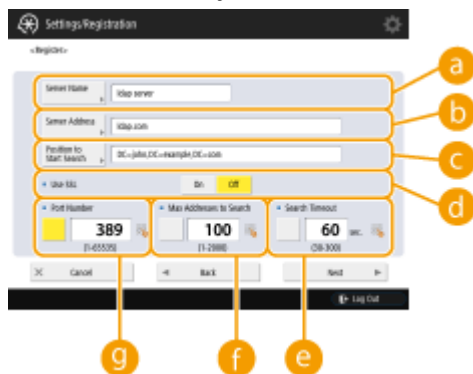 Settings/Registration
<Register>
a
Server Name
ldap server
b
Server Address
ldap.com
Position to
Start Search
DC=john,DC=example,DC=com
c
Use SSL
On
Off
d
Port Number
Max Addresses to Search
Search Timeout
389
100
60
sec.
(1-65535)
(1-2000)
(30-300)
Cancel
Back
Next
Log Out
g
f
e